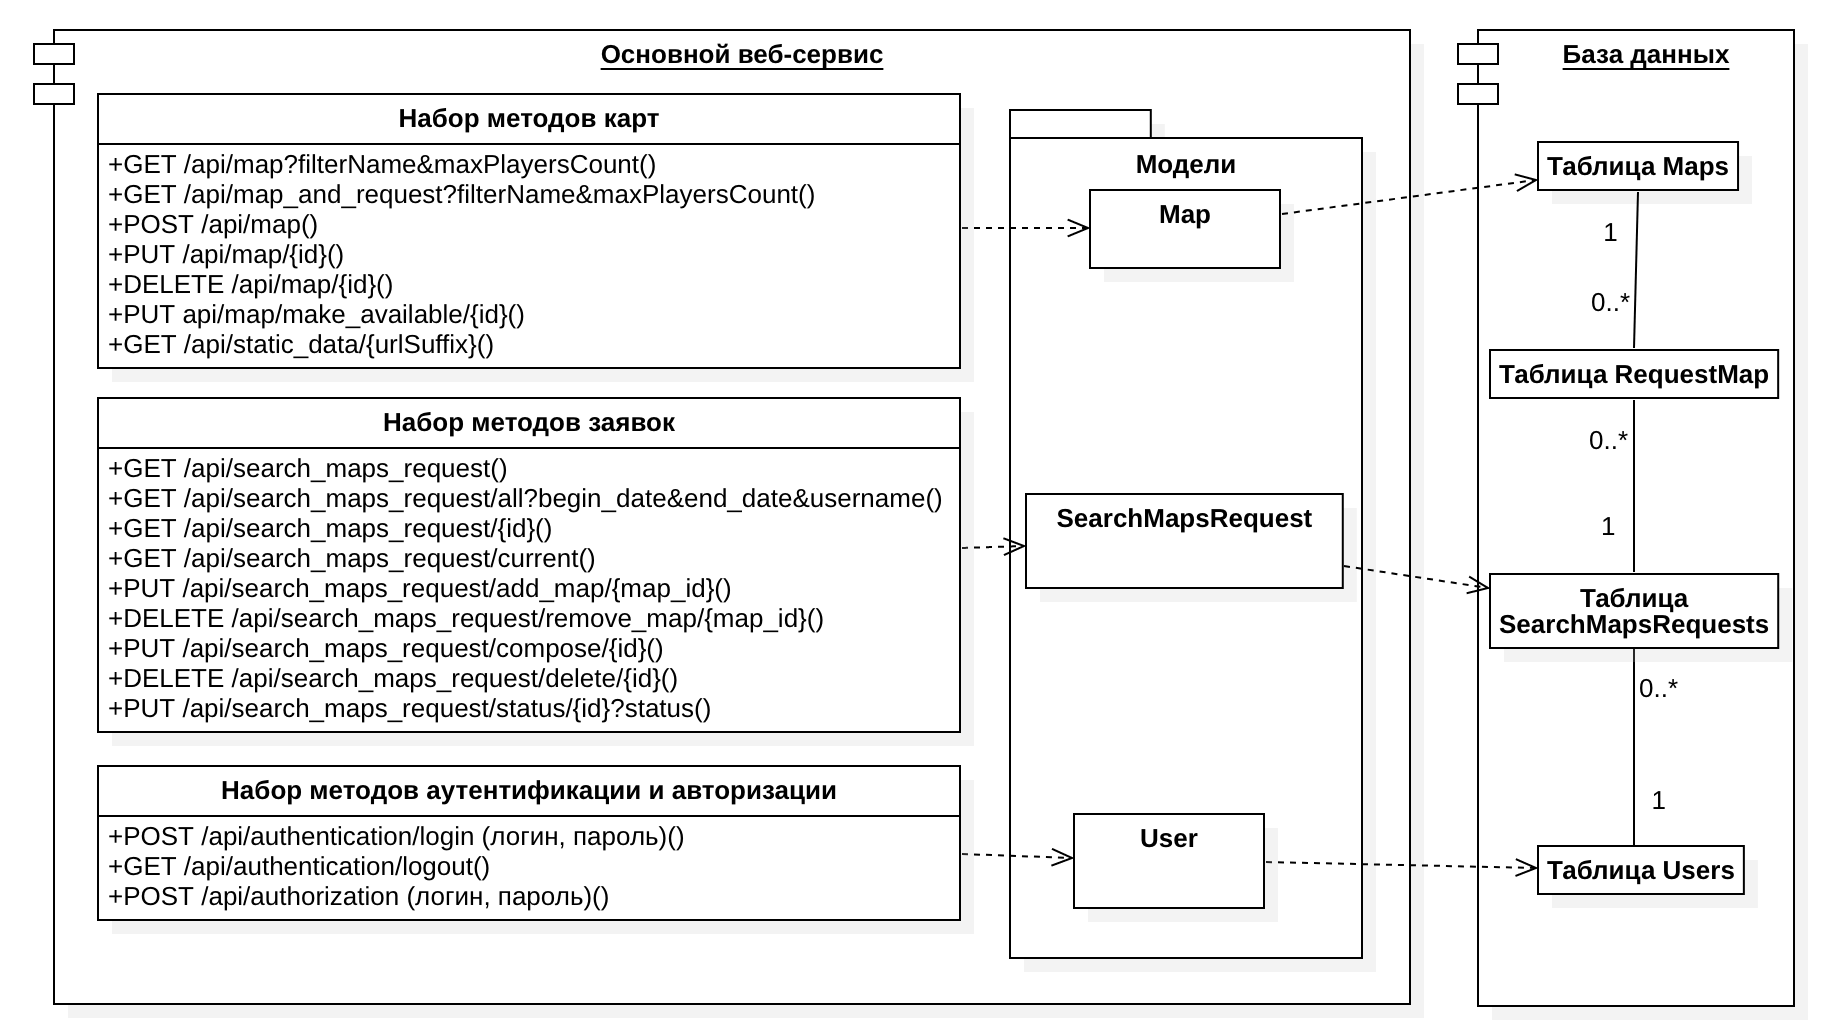 Основной веб-сервис
Набор методов карт
+GET /api/map?filterName&maxPlayersCount()
+GET /api/map_and_request?filterName&maxPlayersCount()
+POST /api/map()
+PUT /api/map/{id}()
+DELETE /api/map/{id}()
+PUT api/map/make_available/{id}()
+GET /api/static_data/{urlSuffix}()
Набор методов заявок
+GET /api/search_maps_request()
+GET /api/search_maps_request/all?begin_date&end_date&username()
+GET /api/search_maps_request/{id}()
+GET /api/search_maps_request/current()
+PUT /api/search_maps_request/add_map/{map_id}()
+DELETE /api/search_maps_request/remove_map/{map_id}()
+PUT /api/search_maps_request/compose/{id}()
+DELETE /api/search_maps_request/delete/{id}()
+PUT /api/search_maps_request/status/{id}?status()
Набор методов аутентификации и авторизации
+POST /api/authentication/login (логин, пароль)()
+GET /api/authentication/logout()
+POST /api/authorization (логин, пароль)()
Модели
Map
SearchMapsRequest
User
База данных
Таблица Maps
1
0..*
Таблица RequestMap
0..*
1
Таблица
SearchMapsRequests
0..*
1
Таблица Users